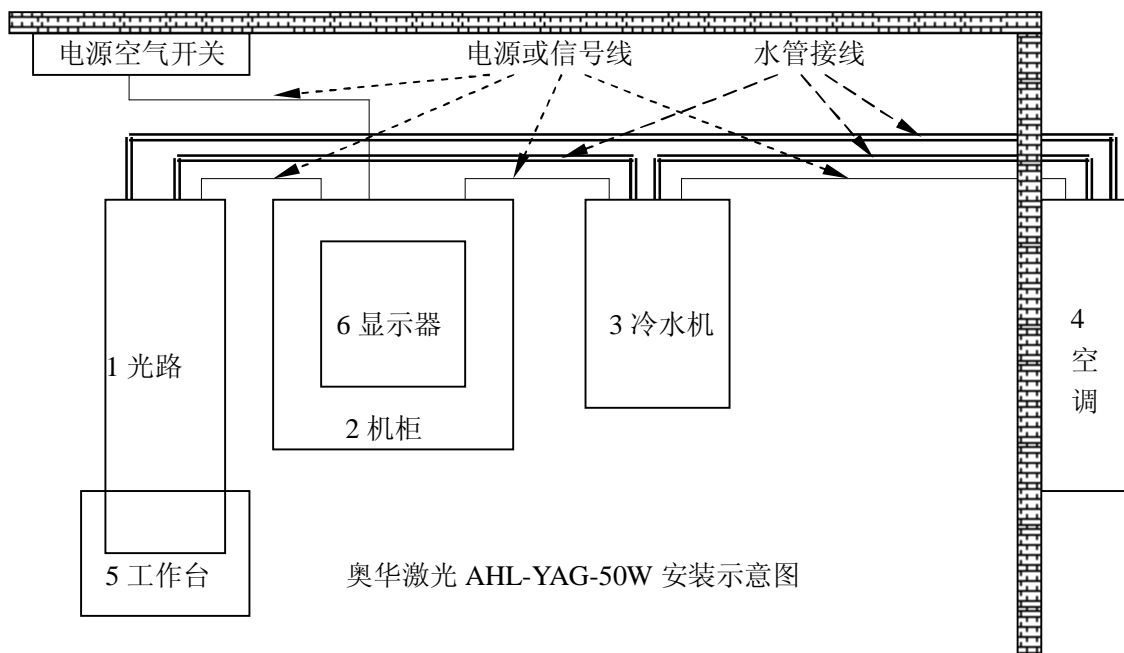 电源空气开关
电源或信号线
水管接线
6 显示器
3 冷水机
4
空
调
1 光路
2 机柜
5 工作台
奥华激光 AHL-YAG-50W 安装示意图